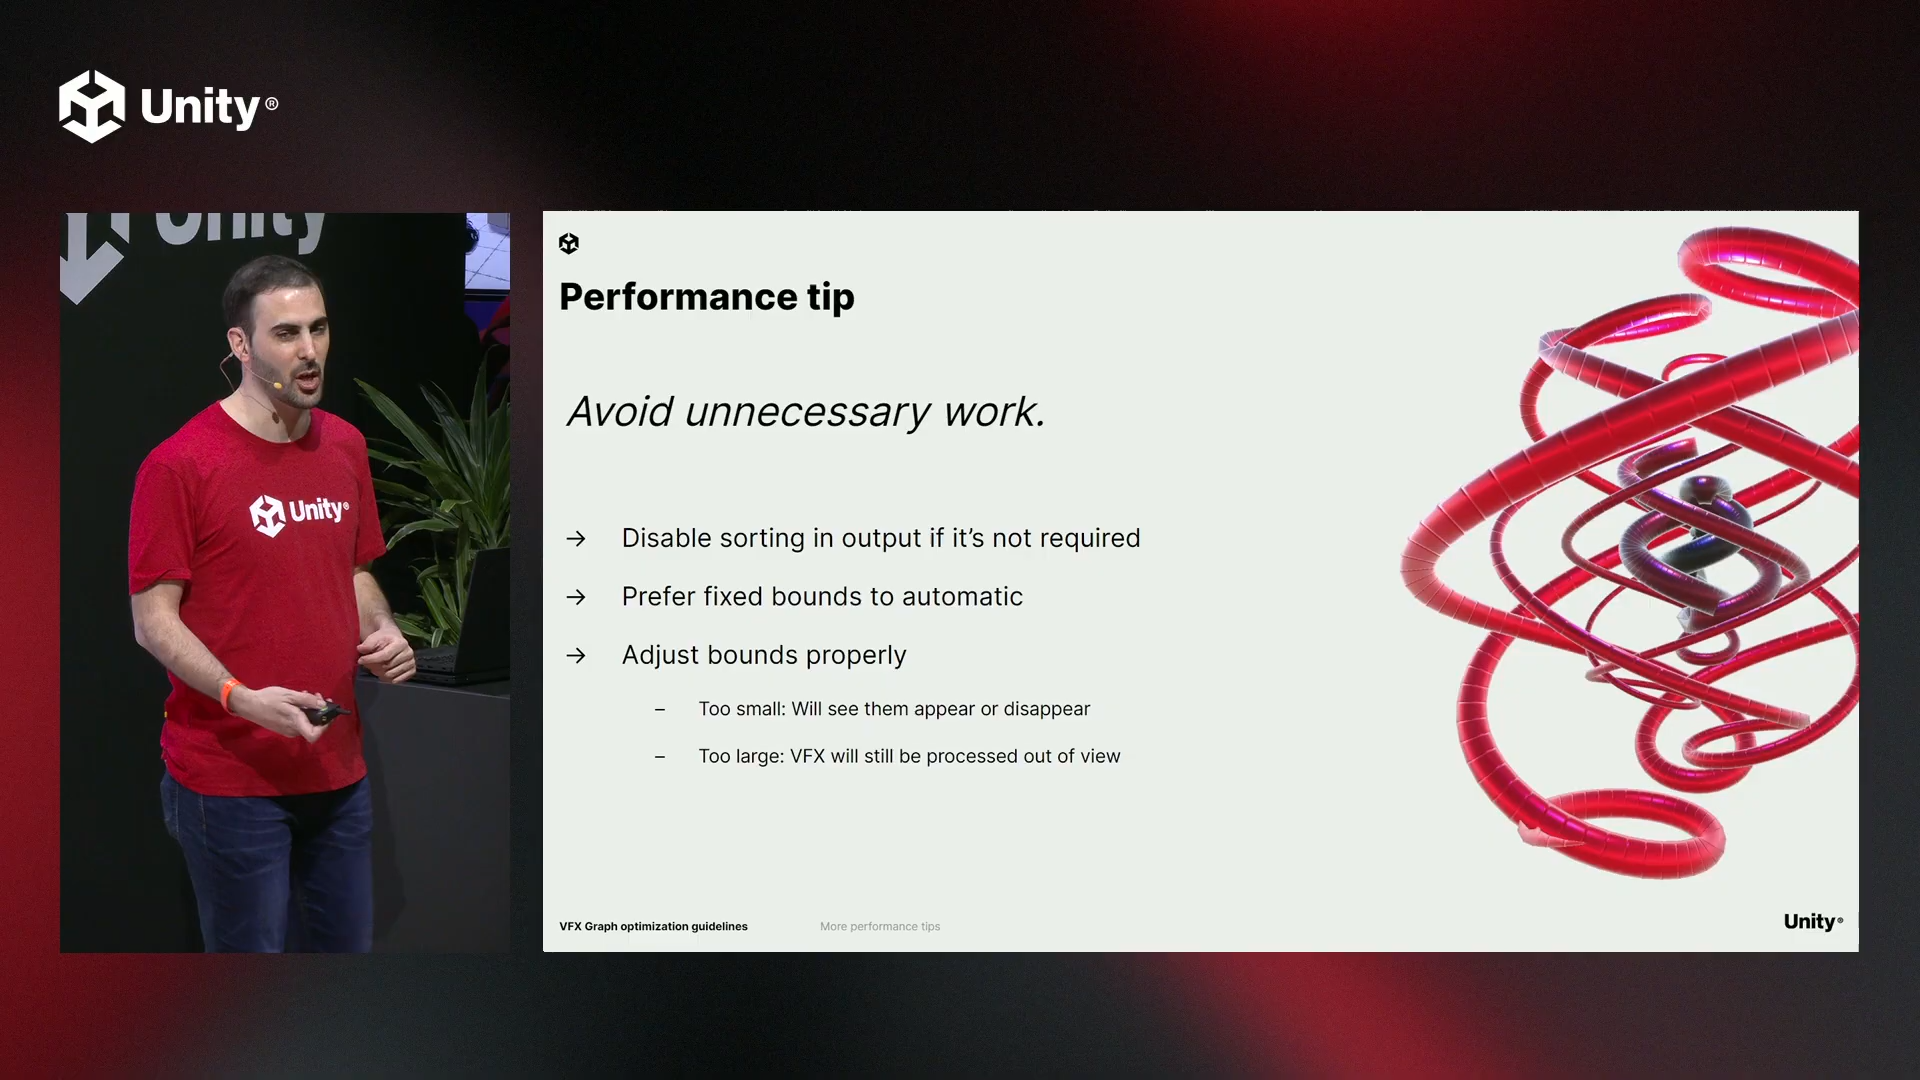 Unity®
Unity
Unity®
Performance tip
Avoid unnecessary work.
→ Disable sorting in output if it’s not required
→ Prefer fixed bounds to automatic
→ Adjust bounds properly
– Too small: Will see them appear or disappear
– Too large: VFX will still be processed out of view
VFX Graph optimization guidelines
More performance tips
Unity®